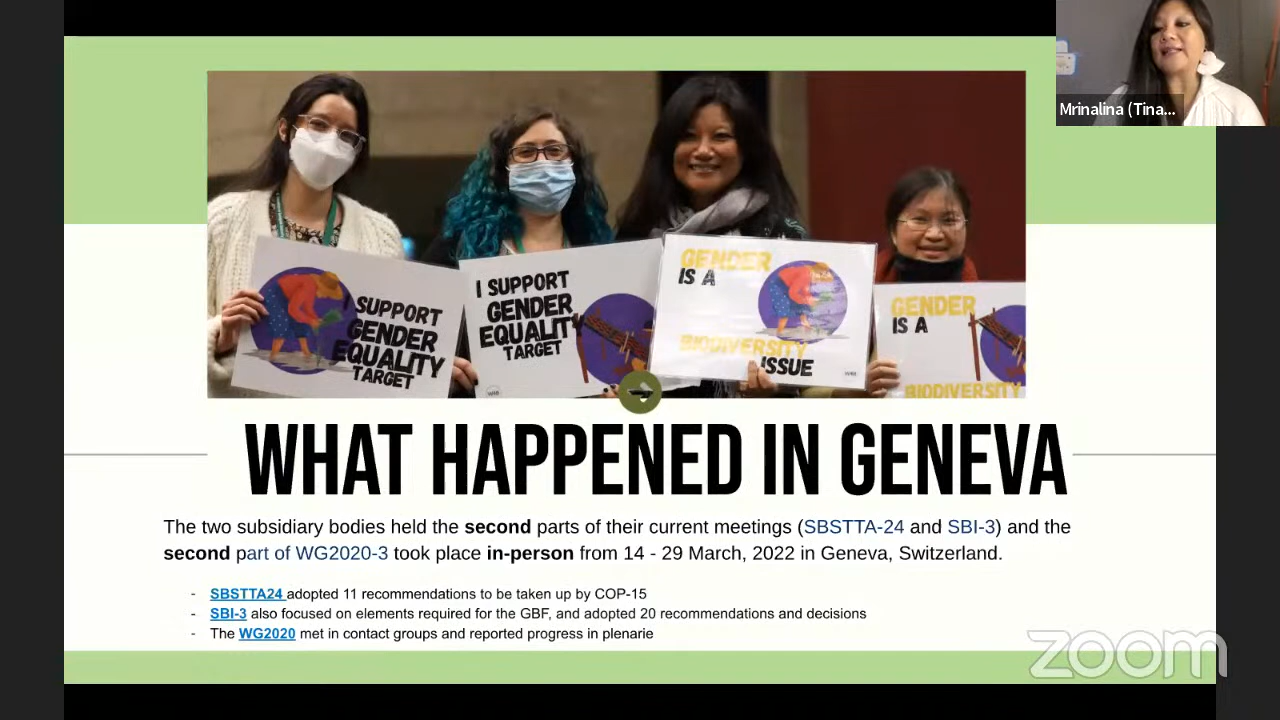 Mrinalina (Tina...
I SUPPORT
GENDER
EQUALITY
TARGET
I SUPPORT
GENDER
EQUALITY
TARGET
GENDER
IS A
BIODIVERSITY
ISSUE
GENDER
IS A
BIODIVERSITY
WHAT HAPPENED IN GENEVA
The two subsidiary bodies held the second parts of their current meetings (SBSTTA-24 and SBI-3) and the
second part of WG2020-3 took place in-person from 14 - 29 March, 2022 in Geneva, Switzerland.
- SBSTTA24 adopted 11 recommendations to be taken up by COP-15
- SBI-3 also focused on elements required for the GBF, and adopted 20 recommendations and decisions
- The WG2020 met in contact groups and reported progress in plenarie
zoom